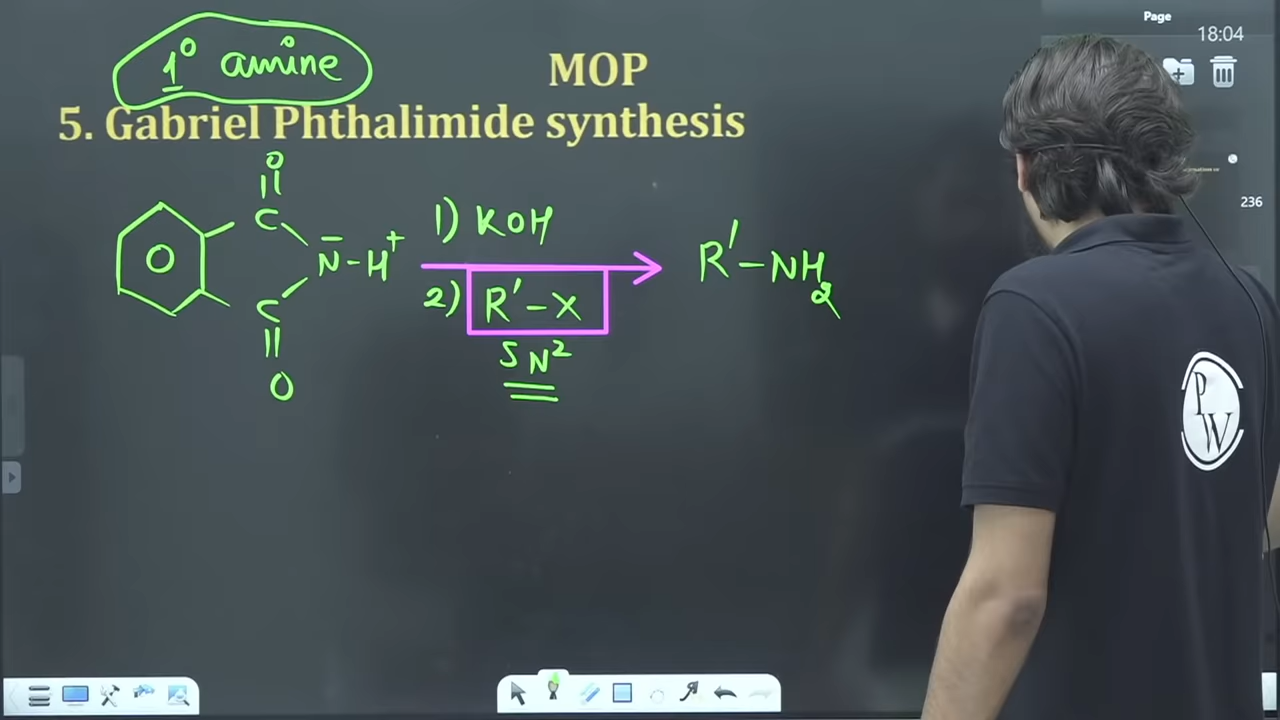 Page
18:04
1° amine
MOP
5. Gabriel Phthalimide synthesis
236
O
C
N̄-H⁺
C
O
1) KOH
2) R'-X
SN²
R'-NH₂
O
PW